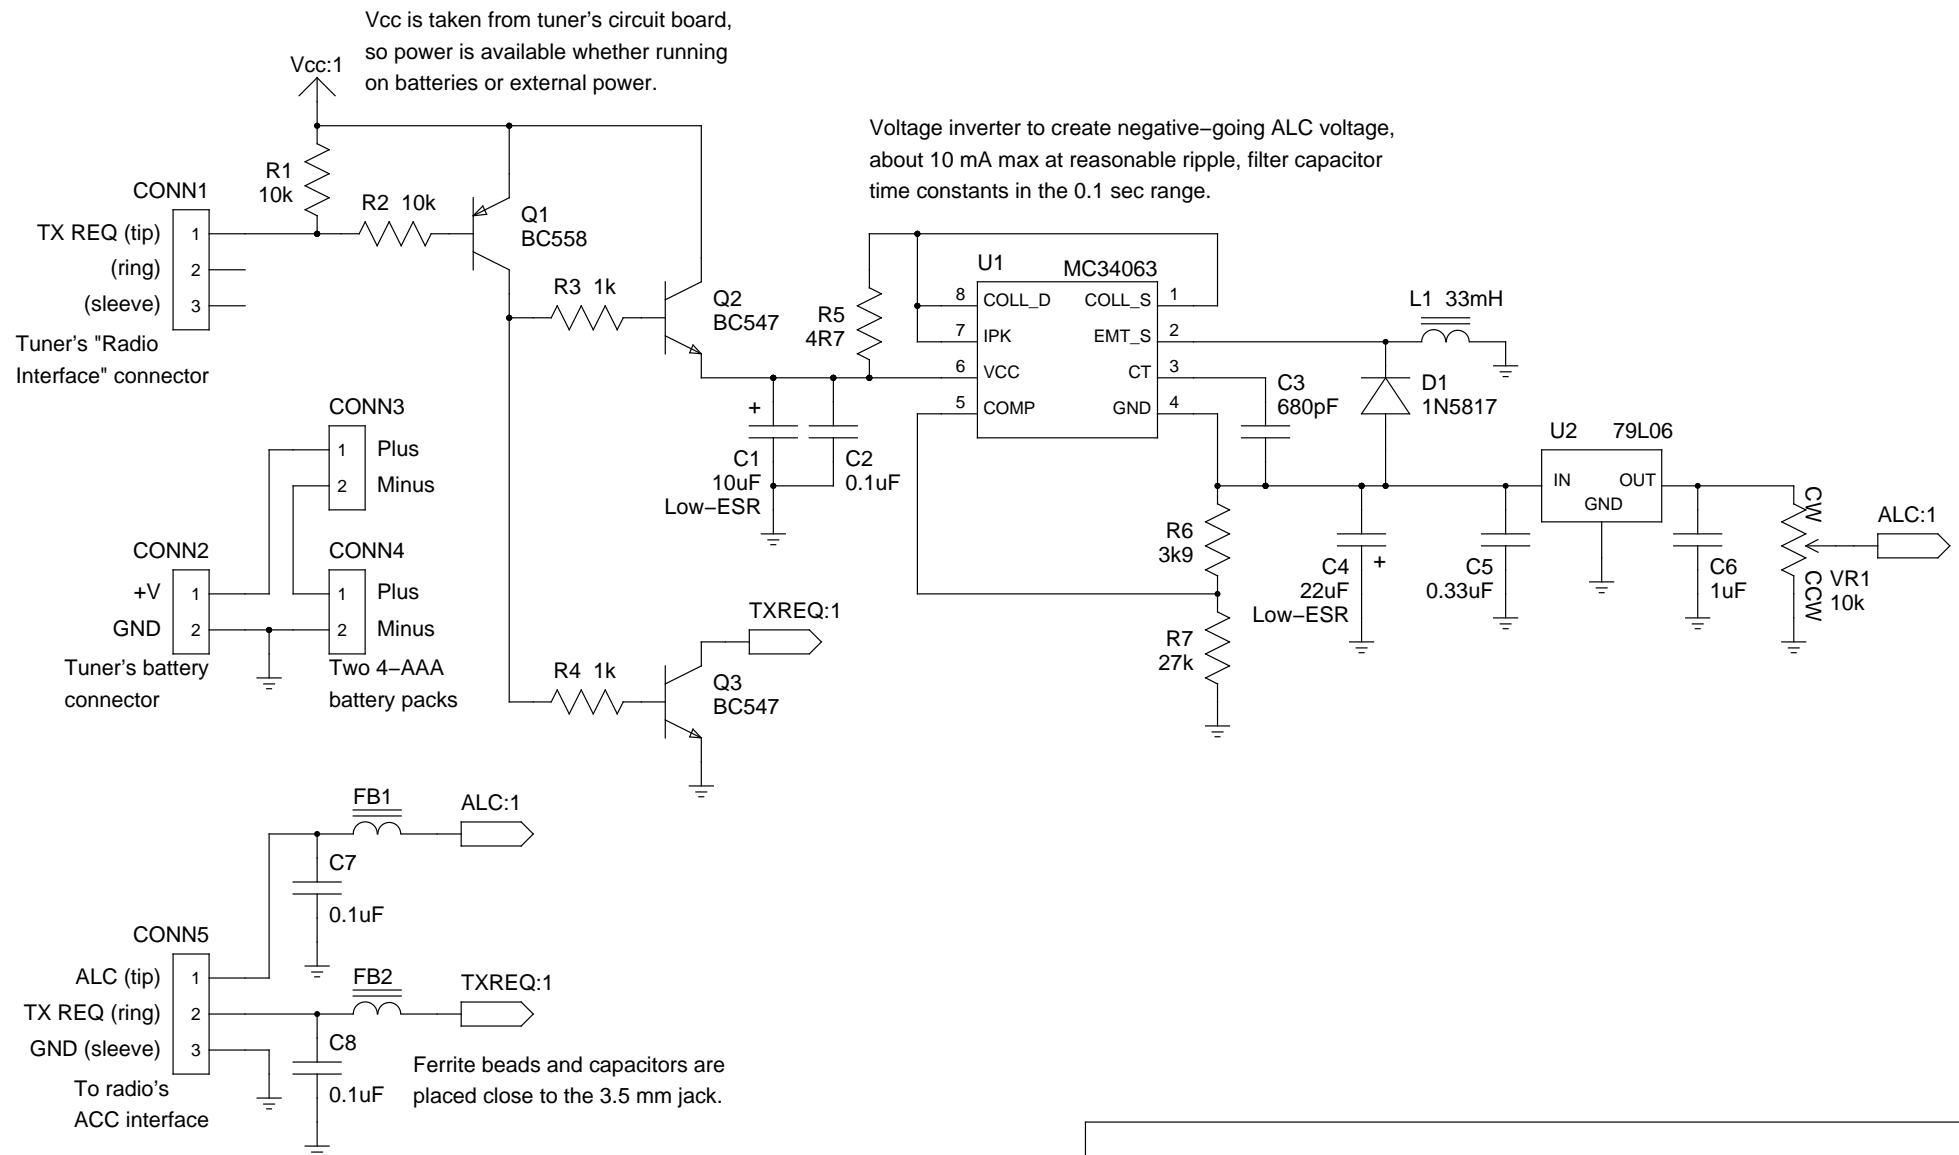 Vcc is taken from tuner's circuit board,
so power is available whether running
on batteries or external power.
Vcc:1
Voltage inverter to create negative−going ALC voltage,
about 10 mA max at reasonable ripple, filter capacitor
time constants in the 0.1 sec range.
R1
10k
CONN1
TX REQ (tip)
(ring)
(sleeve)
1
2
3
Tuner's "Radio
Interface" connector
R2 10k
Q1
BC558
R3 1k
Q2
BC547
R5
4R7
U1
MC34063
8 COLL_D
7 IPK
6 VCC
5 COMP
COLL_S 1
EMT_S 2
CT 3
GND 4
L1 33mH
C3
680pF
D1
1N5817
+
C1
10uF
Low−ESR
C2
0.1uF
U2 79L06
IN OUT
GND
CW
CCW
VR1
10k
ALC:1
R6
3k9
R7
27k
C4
22uF
Low−ESR
+
C5
0.33uF
C6
1uF
CONN3
1 Plus
2 Minus
CONN2
+V 1
GND 2
Tuner's battery
connector
CONN4
1 Plus
2 Minus
Two 4−AAA
battery packs
TXREQ:1
R4 1k
Q3
BC547
FB1
ALC:1
C7
0.1uF
CONN5
ALC (tip) 1
TX REQ (ring) 2
GND (sleeve) 3
To radio's
ACC interface
FB2
TXREQ:1
C8
0.1uF
Ferrite beads and capacitors are
placed close to the 3.5 mm jack.